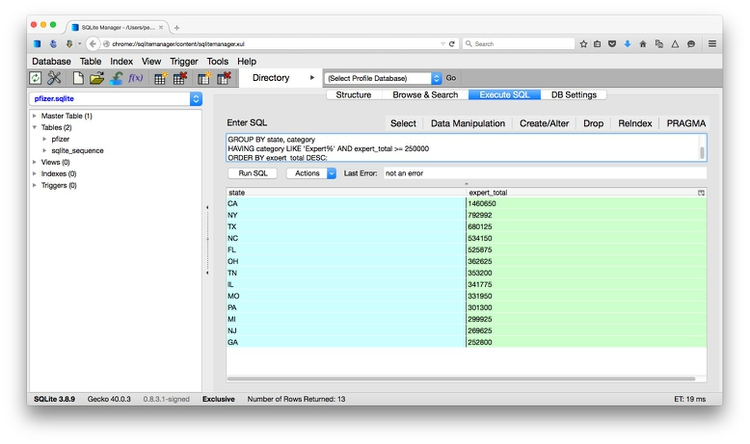 SQLite Manager - /Users/pe...
chrome://sqlitemanager/content/sqlitemanager.xul
Search
Database Table Index View Trigger Tools Help
f(x)
Directory
(Select Profile Database)
Go
pfizer.sqlite
Structure Browse & Search Execute SQL DB Settings
Master Table (1)
Tables (2)
pfizer
sqlite_sequence
Views (0)
Indexes (0)
Triggers (0)
Enter SQL
Select Data Manipulation Create/Alter Drop ReIndex PRAGMA
GROUP BY state, category
HAVING category LIKE 'Expert%' AND expert_total >= 250000
ORDER BY expert_total DESC;
Run SQL Actions Last Error: not an error
state expert_total
CA 1460650
NY 792992
TX 680125
NC 534150
FL 525875
OH 362625
TN 353200
IL 341775
MO 331950
PA 301300
MI 299925
NJ 269625
GA 252800
SQLite 3.8.9 Gecko 40.0.3 0.8.3.1-signed Exclusive Number of Rows Returned: 13 ET: 19 ms